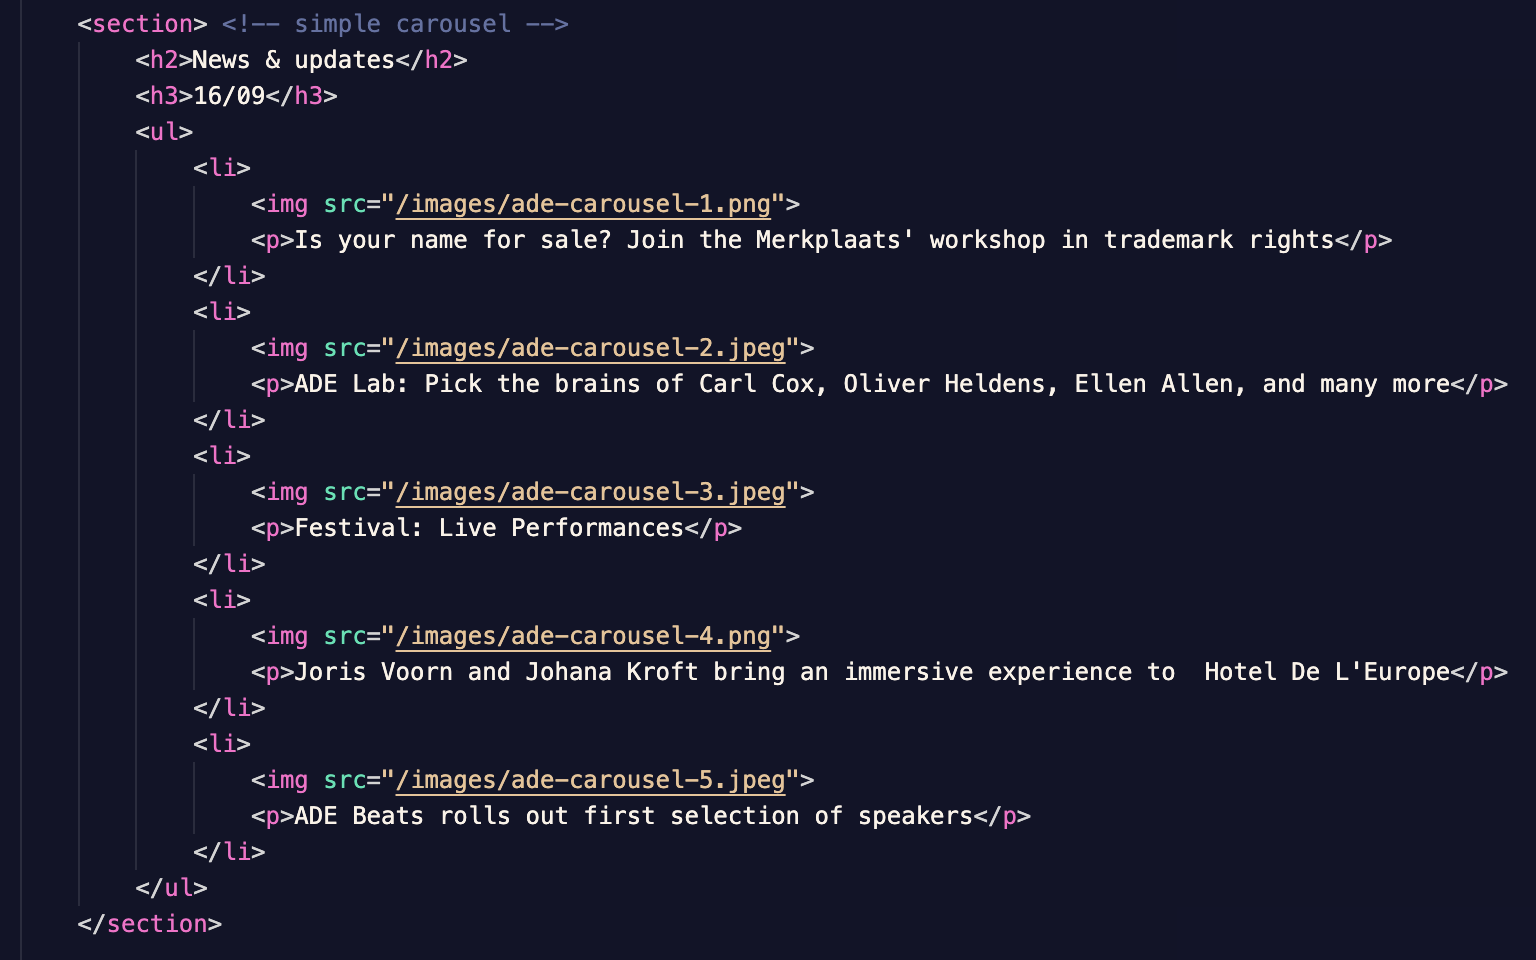 <section> <!-- simple carousel -->
<h2>News & updates</h2>
<h3>16/09</h3>
<ul>
<li>
<img src="/images/ade-carousel-1.png">
<p>Is your name for sale? Join the Merkplaats' workshop in trademark rights</p>
</li>
<li>
<img src="/images/ade-carousel-2.jpeg">
<p>ADE Lab: Pick the brains of Carl Cox, Oliver Heldens, Ellen Allen, and many more</p>
</li>
<li>
<img src="/images/ade-carousel-3.jpeg">
<p>Festival: Live Performances</p>
</li>
<li>
<img src="/images/ade-carousel-4.png">
<p>Joris Voorn and Johana Kroft bring an immersive experience to  Hotel De L'Europe</p>
</li>
<li>
<img src="/images/ade-carousel-5.jpeg">
<p>ADE Beats rolls out first selection of speakers</p>
</li>
</ul>
</section>